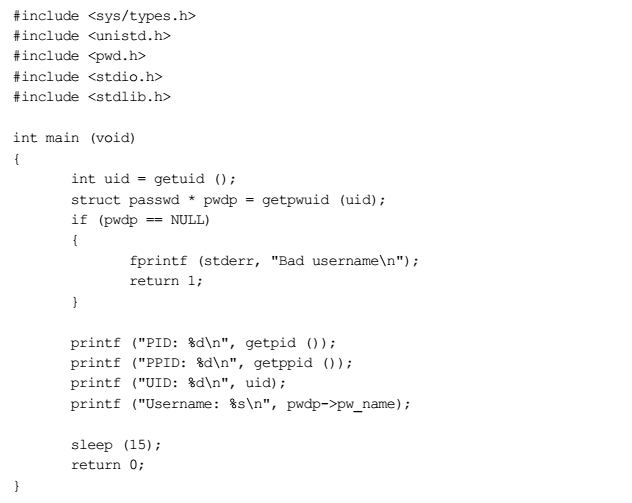 #include <sys/types.h>
#include <unistd.h>
#include <pwd.h>
#include <stdio.h>
#include <stdlib.h>

int main (void)
{
       int uid = getuid ();
       struct passwd * pwdp = getpwuid (uid);
       if (pwdp == NULL)
       {
              fprintf (stderr, "Bad username\n");
              return 1;
       }

       printf ("PID: %d\n", getpid ());
       printf ("PPID: %d\n", getppid ());
       printf ("UID: %d\n", uid);
       printf ("Username: %s\n", pwdp->pw_name);

       sleep (15);
       return 0;
}